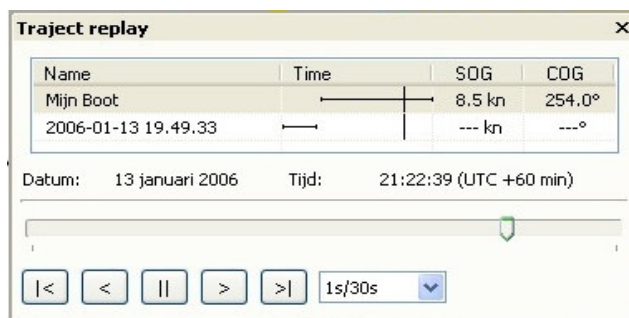 Traject replay
Name Time SOG COG
Mijn Boot 8.5 kn 254.0°
2006-01-13 19.49.33 --- kn ---°
Datum: 13 januari 2006 Tijd: 21:22:39 (UTC +60 min)
|< < || > >| 1s/30s